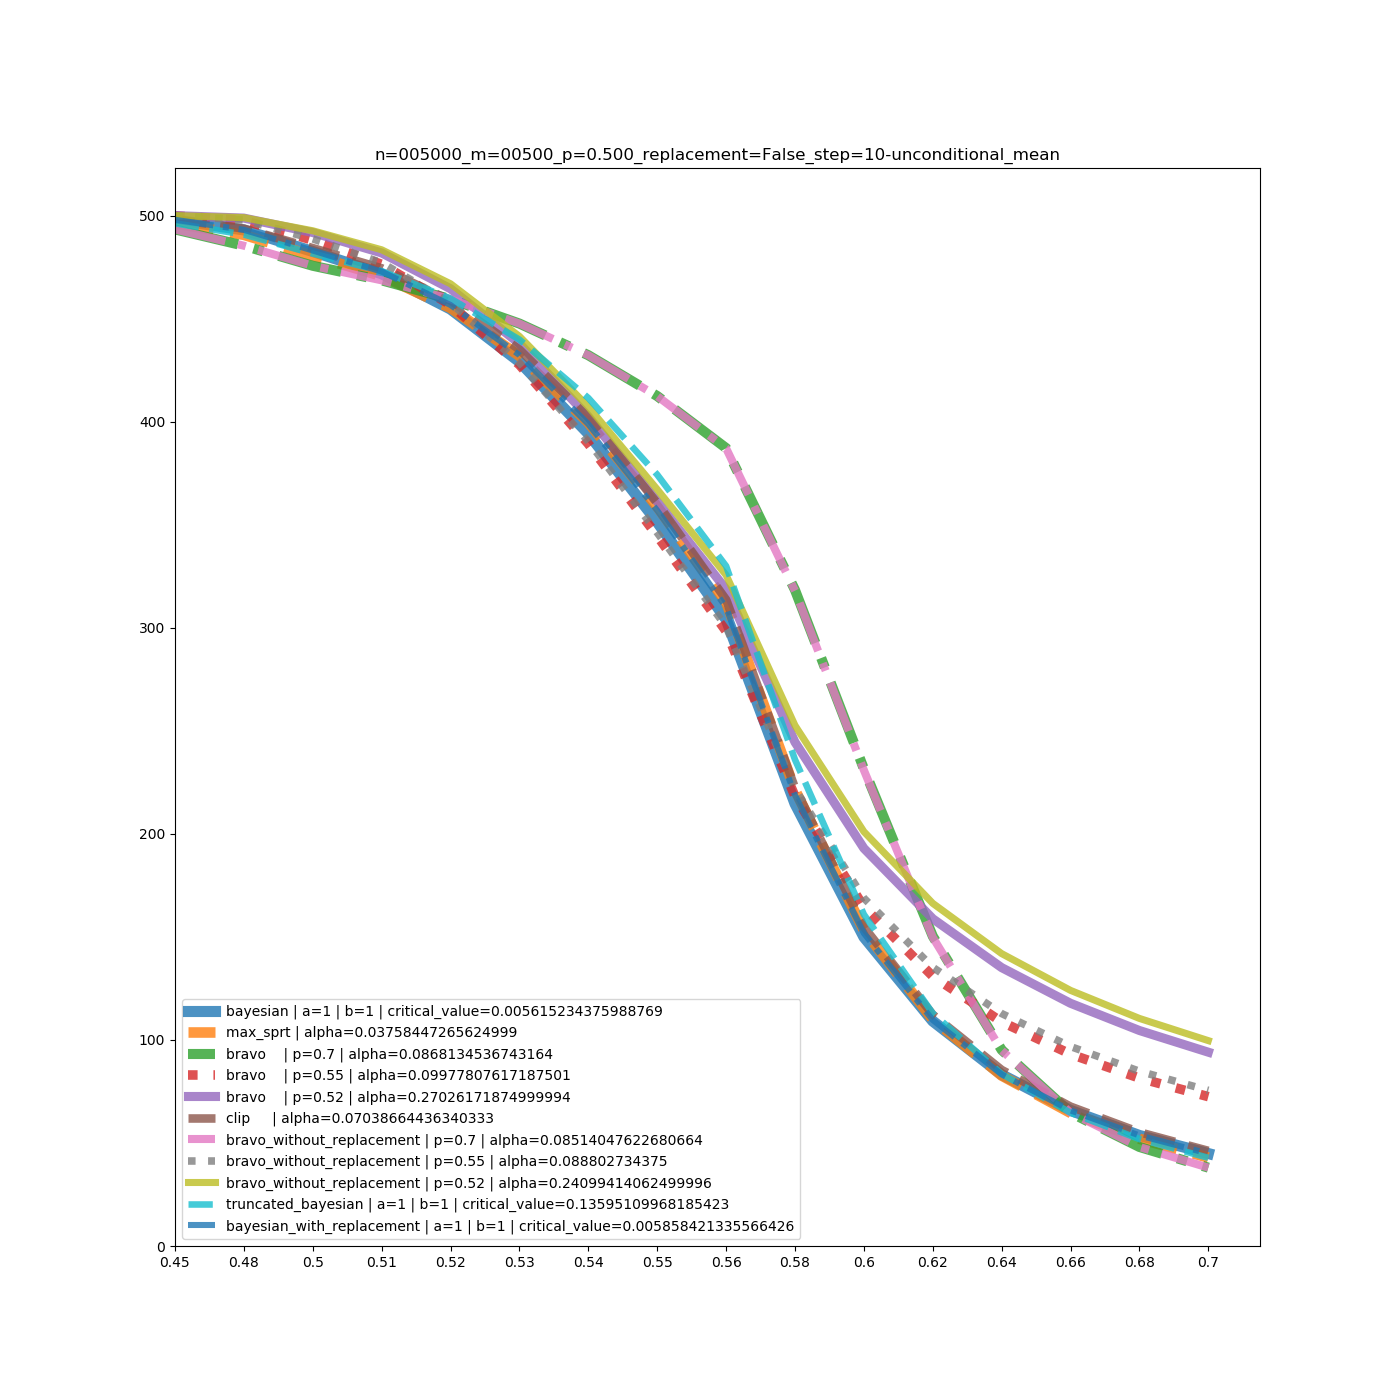 n=005000_m=00500_p=0.500_replacement=False_step=10-unconditional_mean
500
400
300
200
100
0
bayesian | a=1 | b=1 | critical_value=0.005615234375988769
max_sprt | alpha=0.03758447265624999
bravo    | p=0.7 | alpha=0.0868134536743164
bravo    | p=0.55 | alpha=0.09977807617187501
bravo    | p=0.52 | alpha=0.27026171874999994
clip     | alpha=0.07038664436340333
bravo_without_replacement | p=0.7 | alpha=0.08514047622680664
bravo_without_replacement | p=0.55 | alpha=0.088802734375
bravo_without_replacement | p=0.52 | alpha=0.24099414062499996
truncated_bayesian | a=1 | b=1 | critical_value=0.13595109968185423
bayesian_with_replacement | a=1 | b=1 | critical_value=0.005858421335566426
0.45 0.48 0.5 0.51 0.52 0.53 0.54 0.55 0.56 0.58 0.6 0.62 0.64 0.66 0.68 0.7